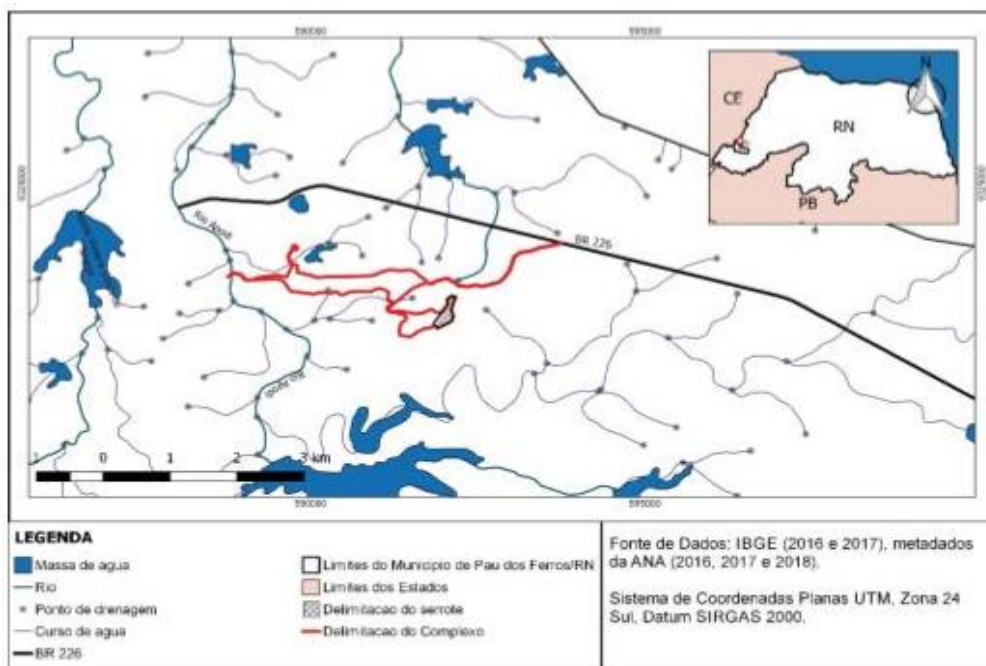 590000
595000
N
CE
RN
PB
Rio Apodi
BR 226
Rio Apodi
1 0 1 2 3 km
590000
595000
LEGENDA
Massa de agua
Rio
Ponto de drenagem
Curso de agua
BR 226
Limites do Municipio de Pau dos Ferros/RN
Limites dos Estados
Delimitacao do serrote
Delimitacao do Complexo
Fonte de Dados: IBGE (2016 e 2017), metadados
da ANA (2016, 2017 e 2018).
Sistema de Coordenadas Planas UTM, Zona 24
Sul, Datum SIRGAS 2000.